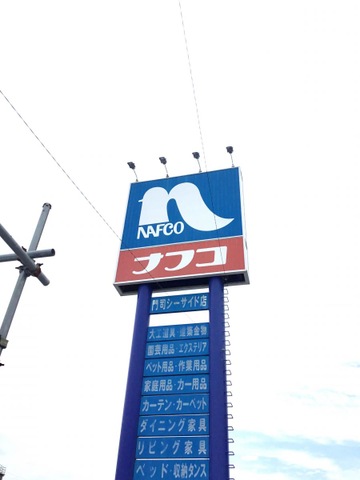 NAFCO
ナフコ
門司シーサイド店
大工道具・建築金物
園芸用品・エクステリア
ペット用品・作業用品
家庭用品・カー用品
カーテン・カーペット
ダイニング家具
リビング家具
ベッド・収納タンス